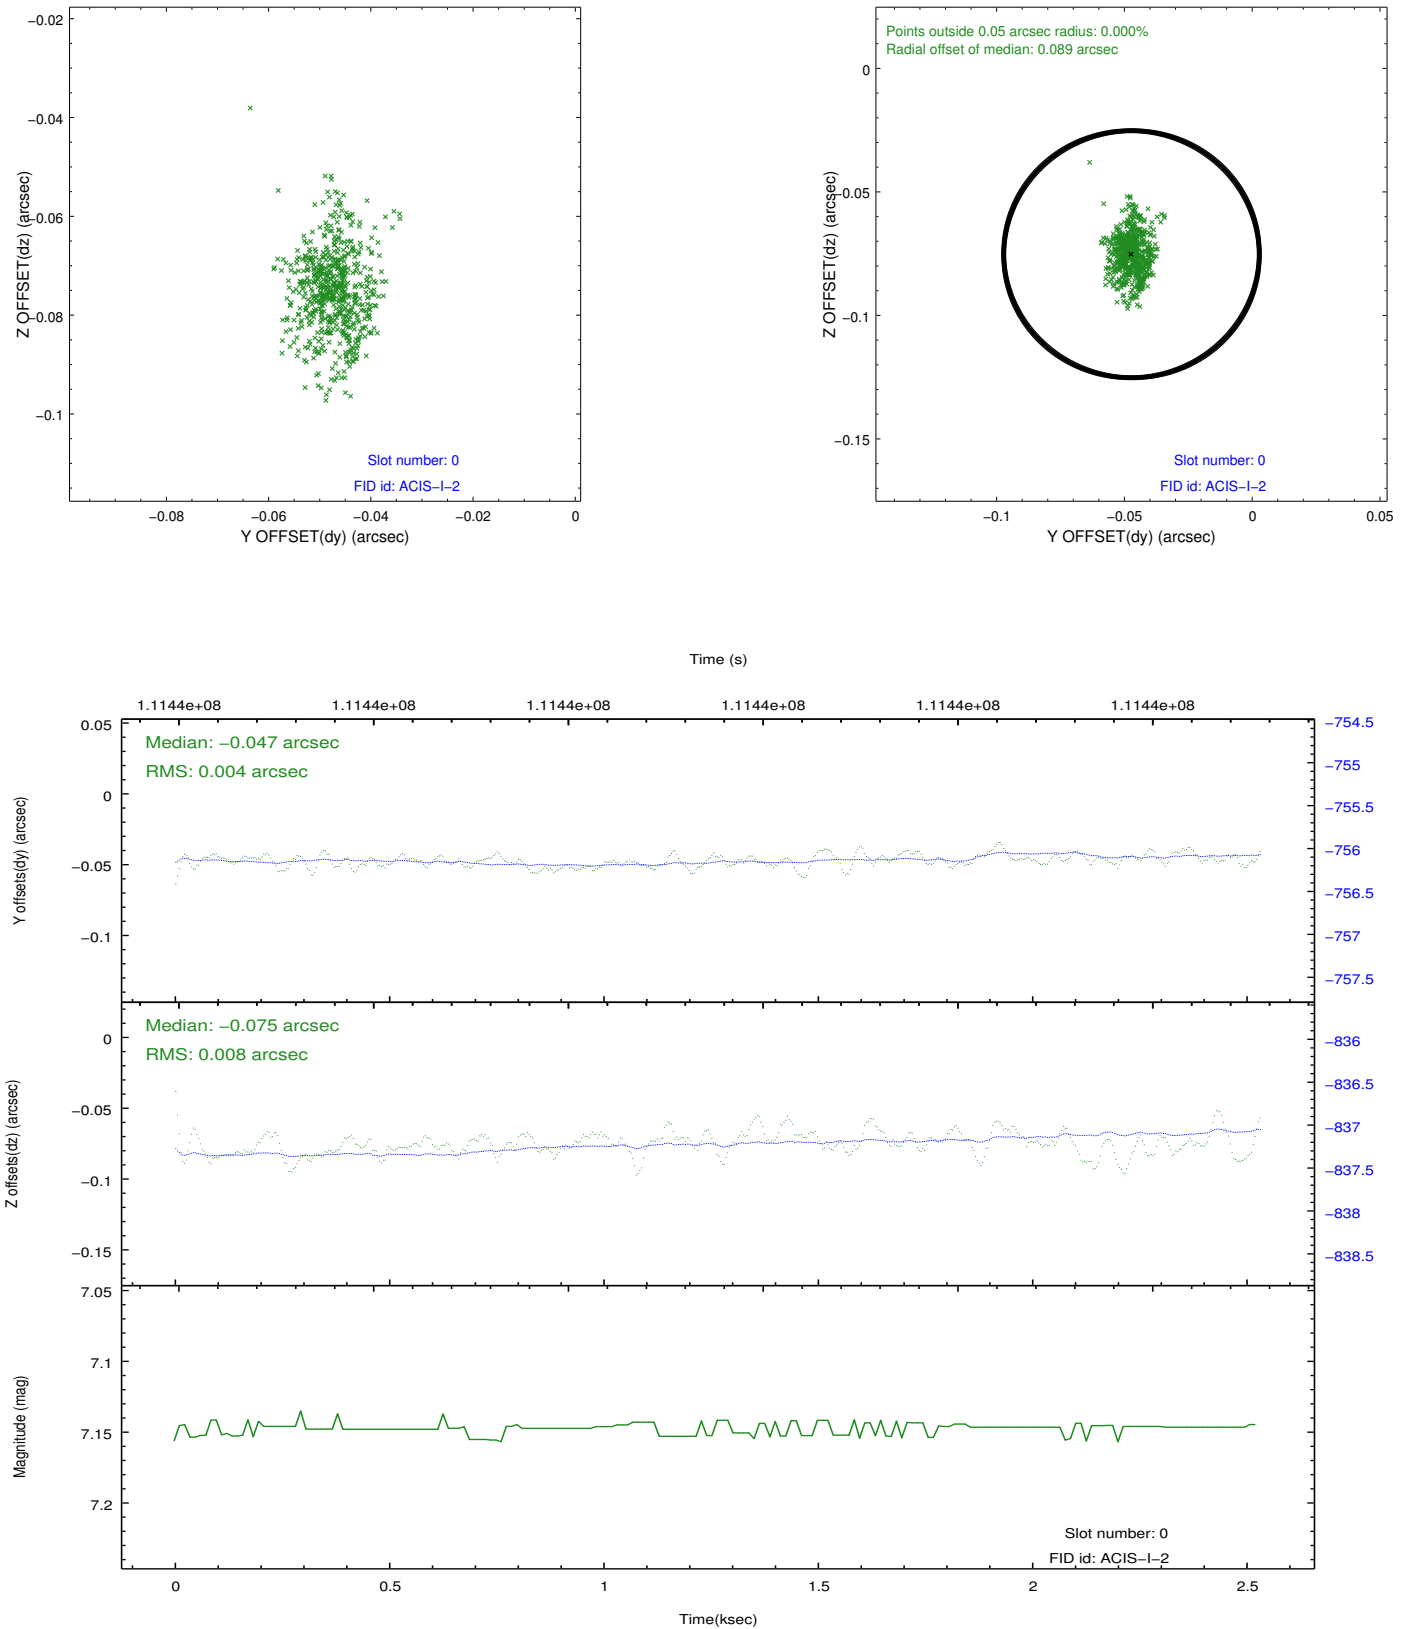 −0.02
−0.04
−0.06
−0.08
−0.1
Z OFFSET(dz) (arcsec)
Slot number: 0
FID id: ACIS−I−2
−0.08
−0.06
−0.04
−0.02
0
Y OFFSET(dy) (arcsec)
Points outside 0.05 arcsec radius: 0.000%
Radial offset of median: 0.089 arcsec
0
−0.05
−0.1
−0.15
Z OFFSET(dz) (arcsec)
Slot number: 0
FID id: ACIS−I−2
−0.1
−0.05
0
0.05
Y OFFSET(dy) (arcsec)
Time (s)
1.1144e+08
1.1144e+08
1.1144e+08
1.1144e+08
1.1144e+08
1.1144e+08
Median: −0.047 arcsec
RMS: 0.004 arcsec
0.05
0
−0.05
−0.1
Y offsets(dy) (arcsec)
−754.5
−755
−755.5
−756
−756.5
−757
−757.5
Median: −0.075 arcsec
RMS: 0.008 arcsec
0
−0.05
−0.1
−0.15
Z offsets(dz) (arcsec)
−836
−836.5
−837
−837.5
−838
−838.5
7.05
7.1
7.15
7.2
Magnitude (mag)
Slot number: 0
FID id: ACIS−I−2
0
0.5
1
1.5
2
2.5
Time(ksec)